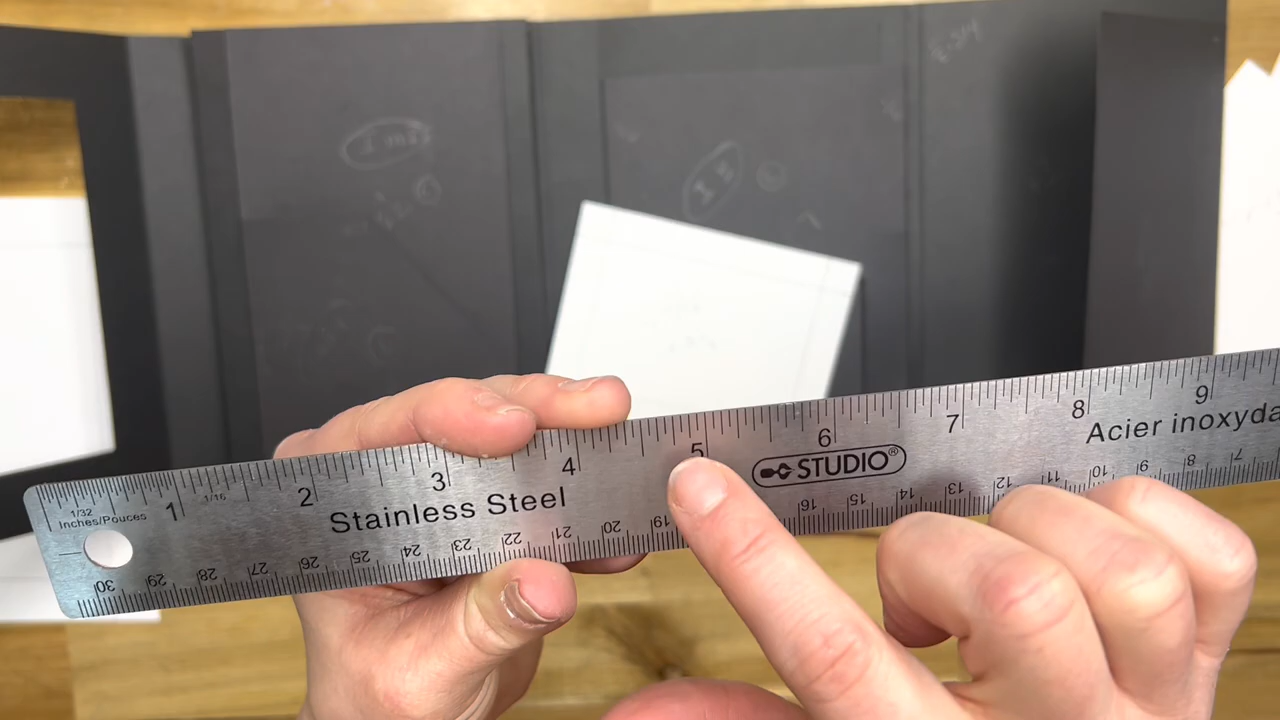 1/32
Inches/Pouces
1 1/16 2 3 4 5 6 7 8 9
Stainless Steel
STUDIO®
Acier inoxyda
30 29 28 27 26 25 24 23 22 21 20 19 16 15 14 13 12 11 10 9 8 7